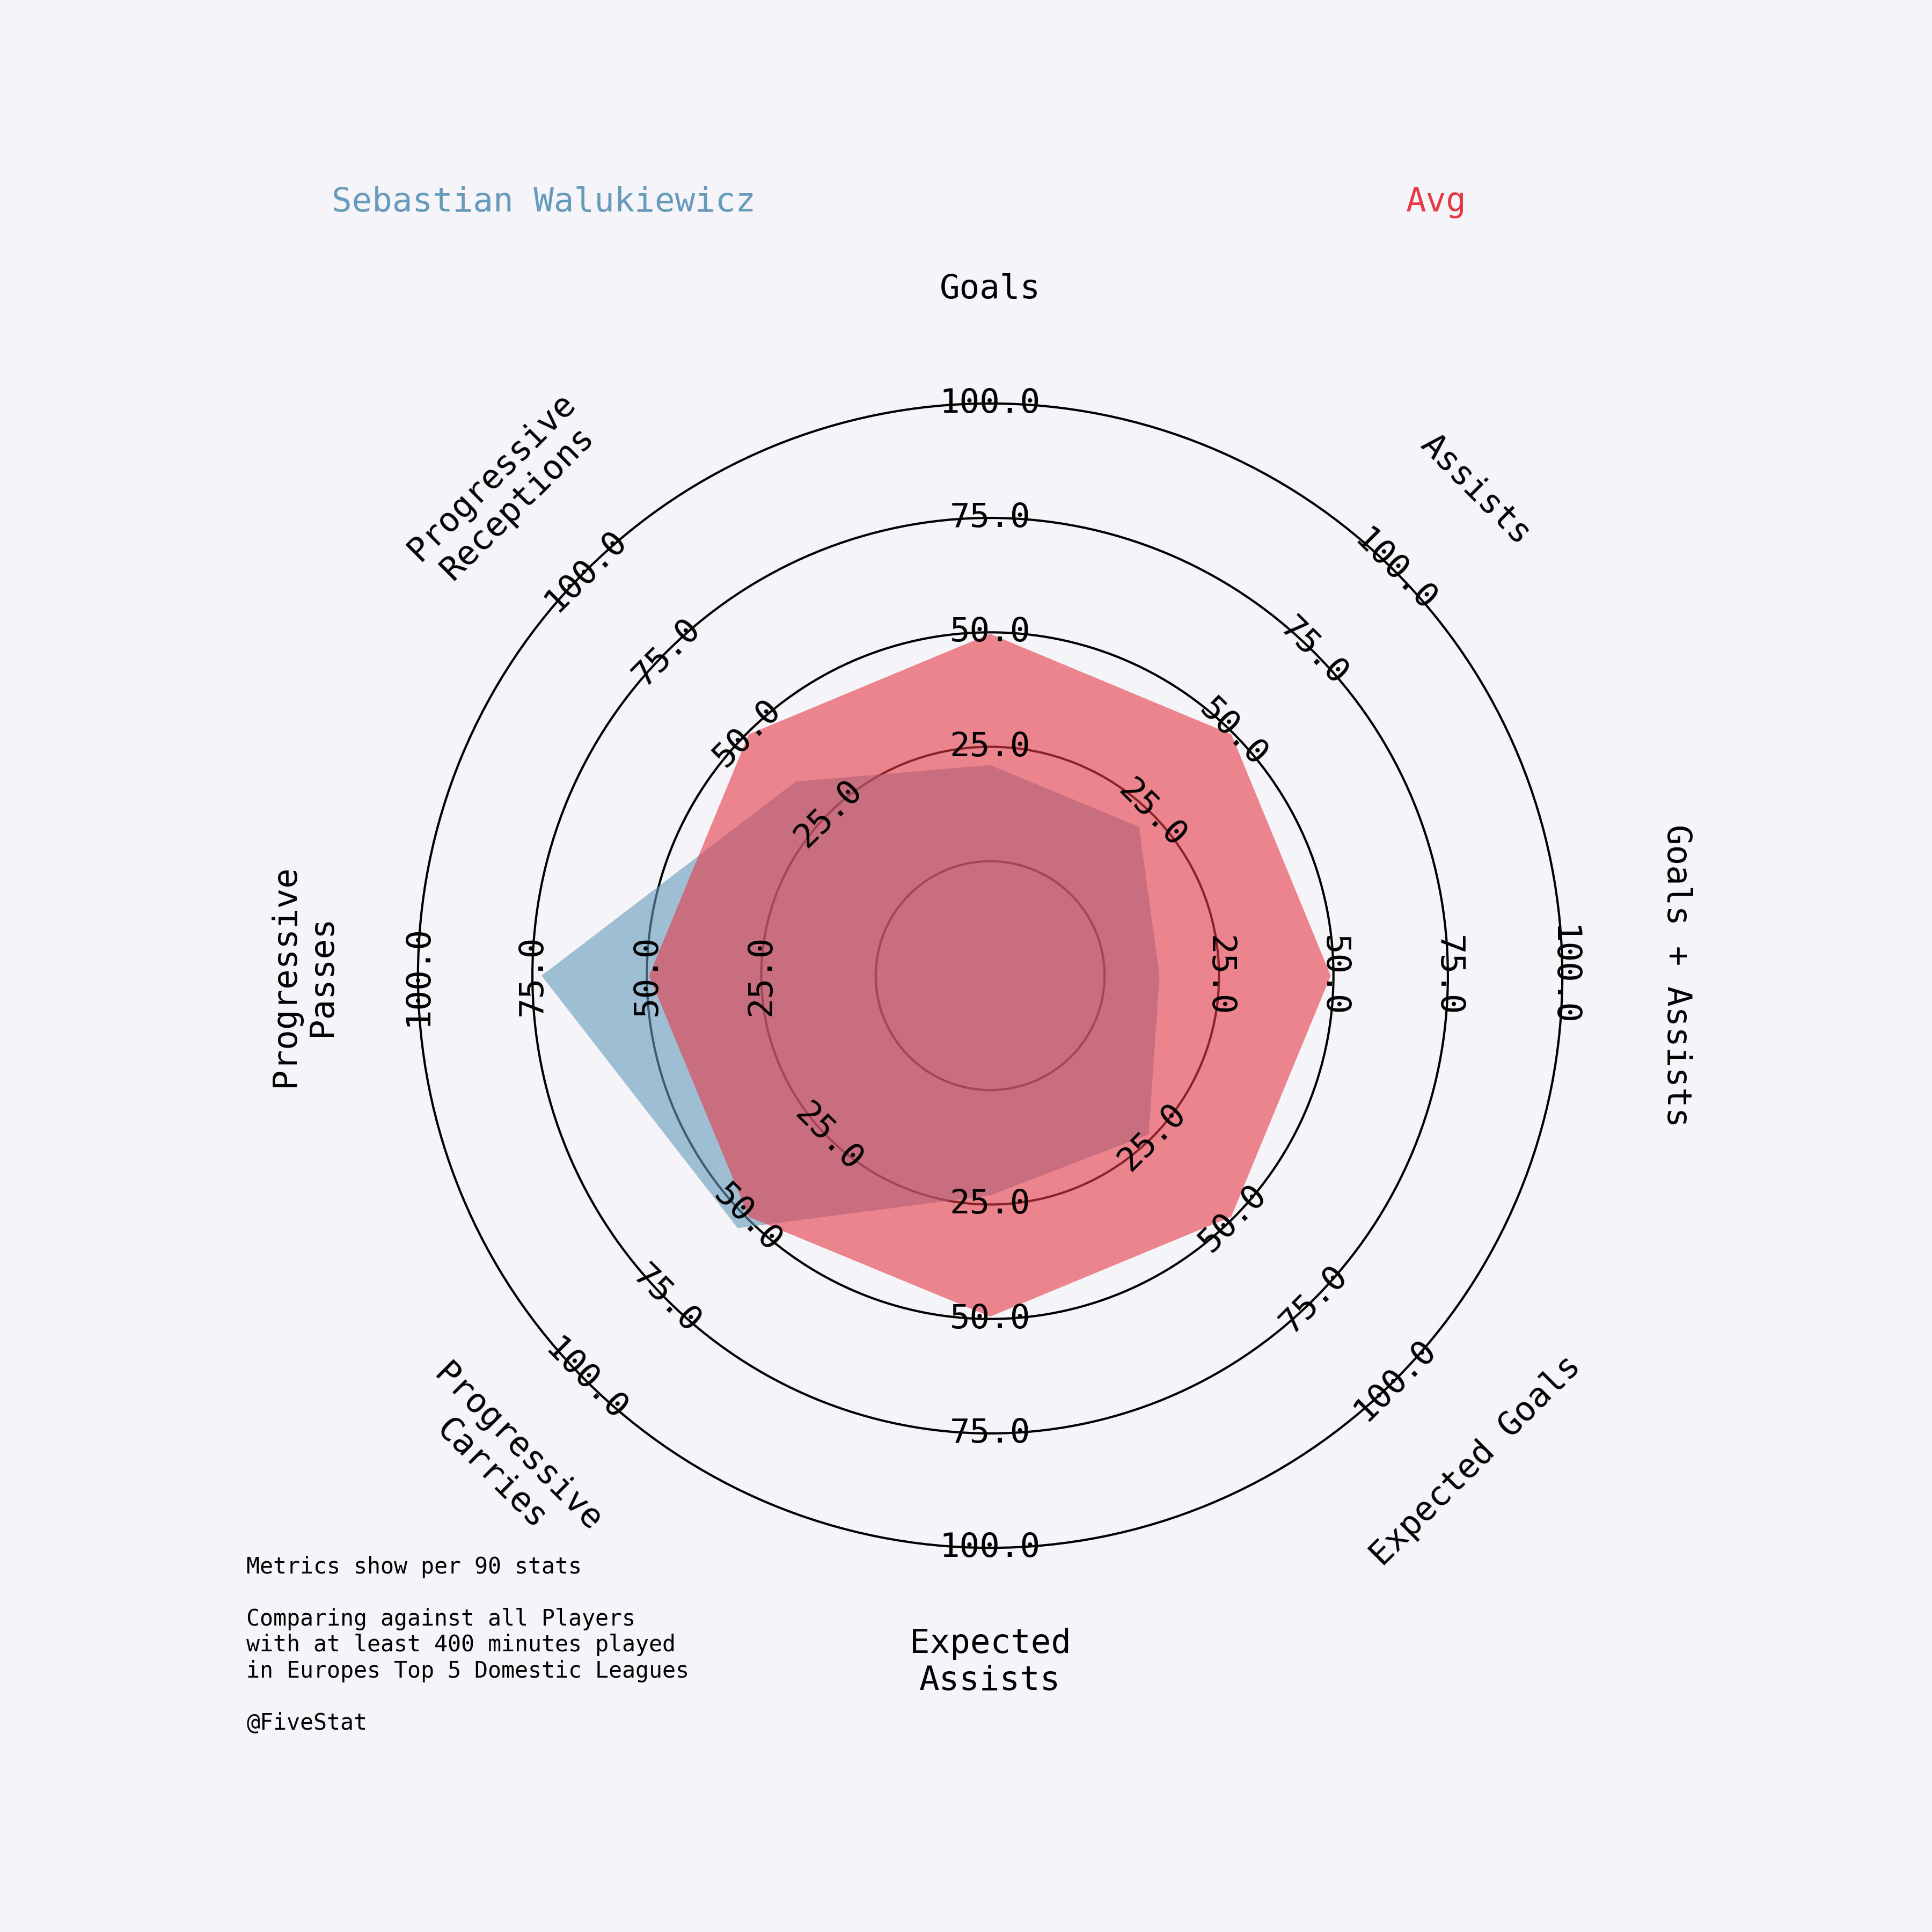 Sebastian Walukiewicz
Avg
Goals
Assists
Goals + Assists
Expected Goals
Expected
Assists
Progressive
Carries
Progressive
Passes
Progressive
Receptions
25.0
50.0
75.0
100.0
25.0
50.0
75.0
100.0
25.0
50.0
75.0
100.0
25.0
50.0
75.0
100.0
25.0
50.0
75.0
100.0
25.0
50.0
75.0
100.0
25.0
50.0
75.0
100.0
25.0
50.0
75.0
100.0
Metrics show per 90 stats
Comparing against all Players
with at least 400 minutes played
in Europes Top 5 Domestic Leagues
@FiveStat